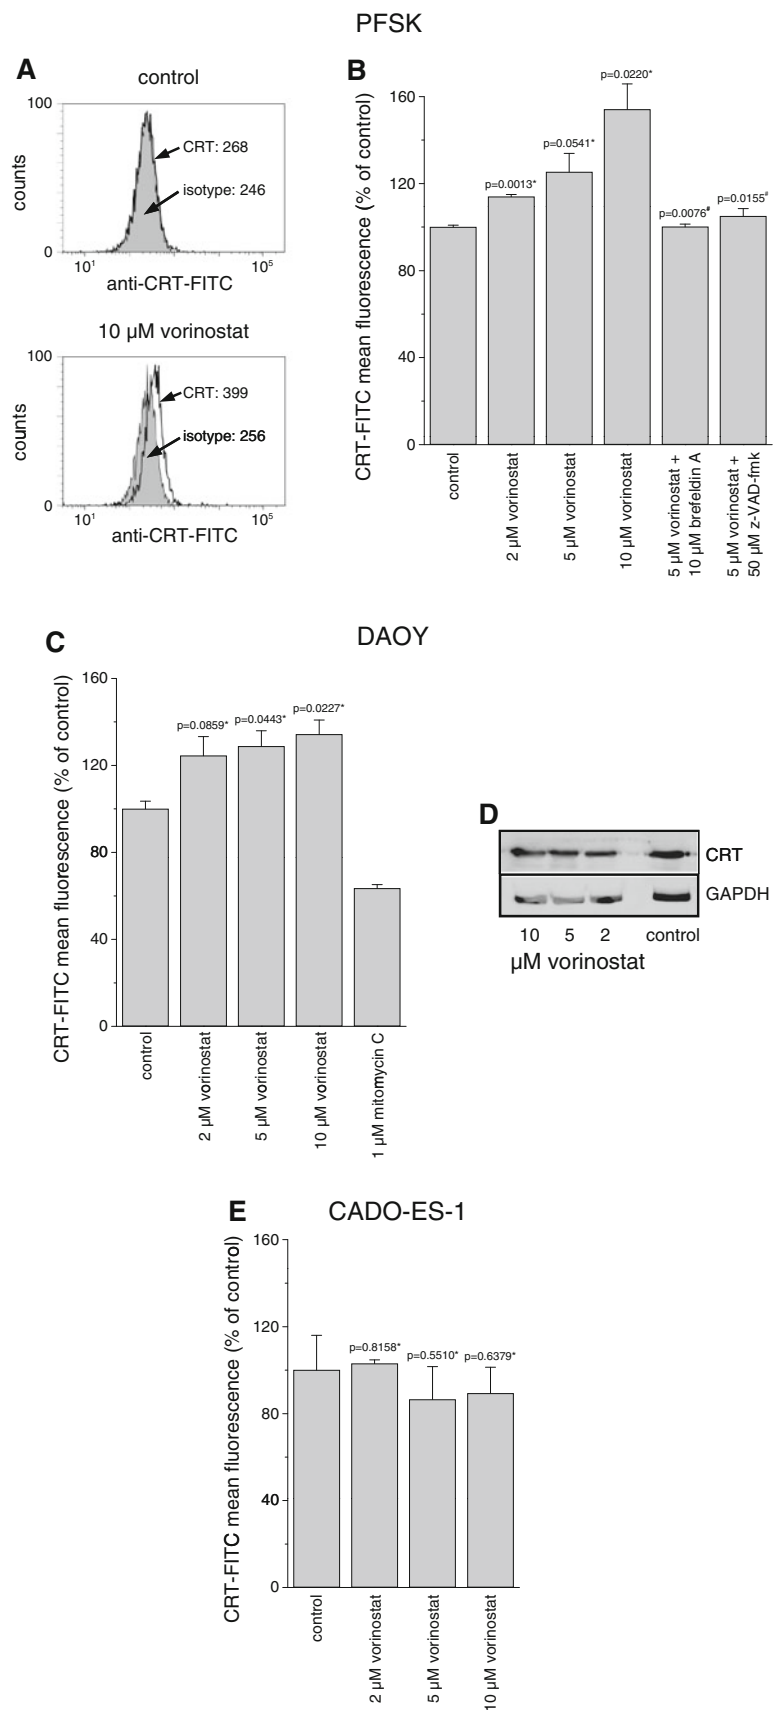 PFSK
A
control
100
counts
0
CRT: 268
isotype: 246
10¹
10⁵
anti-CRT-FITC
10 µM vorinostat
100
counts
0
CRT: 399
isotype: 256
10¹
10⁵
anti-CRT-FITC
B
CRT-FITC mean fluorescence (% of control)
160
120
80
40
0
p=0.0013*
p=0.0541*
p=0.0220*
p=0.0076#
p=0.0155#
control
2 µM vorinostat
5 µM vorinostat
10 µM vorinostat
5 µM vorinostat +
10 µM brefeldin A
5 µM vorinostat +
50 µM z-VAD-fmk
DAOY
C
CRT-FITC mean fluorescence (% of control)
160
120
80
40
0
p=0.0859*
p=0.0443*
p=0.0227*
control
2 µM vorinostat
5 µM vorinostat
10 µM vorinostat
1 µM mitomycin C
D
CRT
GAPDH
10 5 2 control
µM vorinostat
E
CADO-ES-1
CRT-FITC mean fluorescence (% of control)
160
120
80
40
0
p=0.8158*
p=0.5510*
p=0.6379*
control
2 µM vorinostat
5 µM vorinostat
10 µM vorinostat